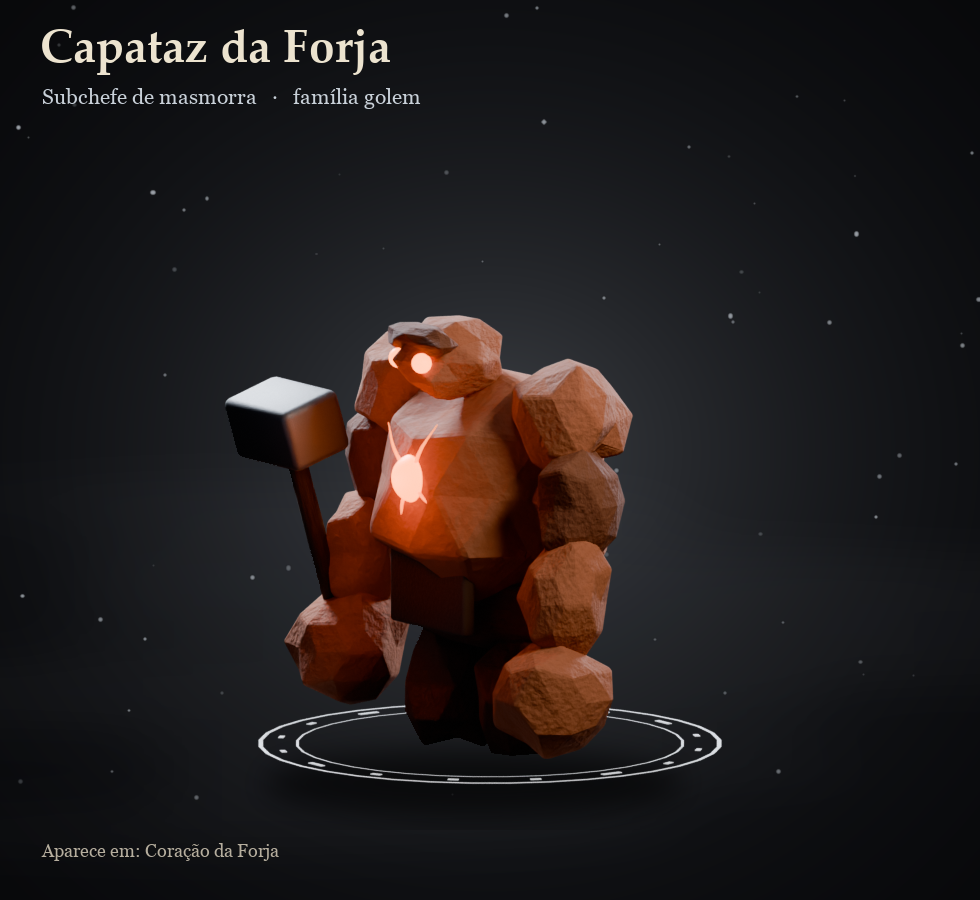 Capataz da Forja
Subchefe de masmorra · família golem
Aparece em: Coração da Forja